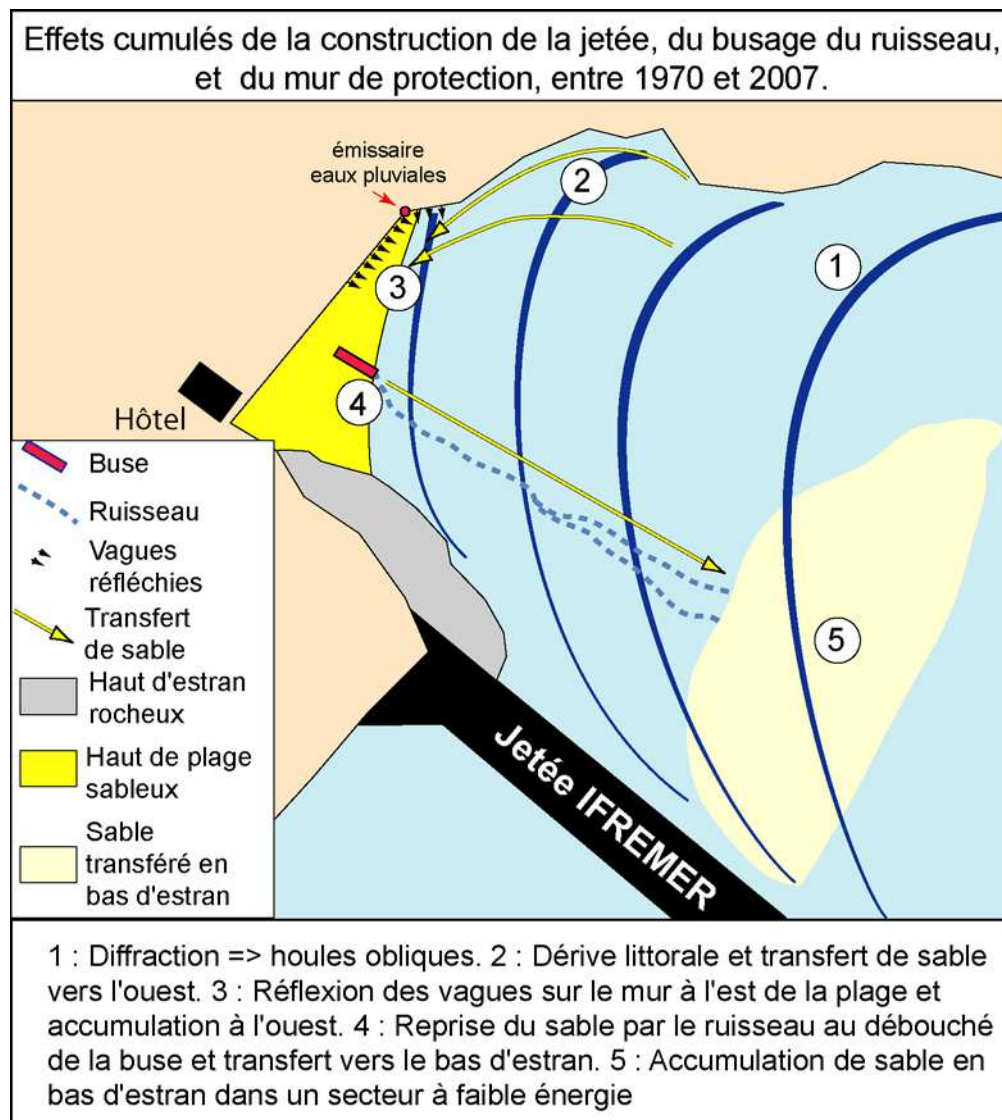 Effets cumulés de la construction de la jetée, du busage du ruisseau,
et du mur de protection, entre 1970 et 2007.
émissaire
eaux pluviales
2
1
3
4
Hôtel
Buse
Ruisseau
Vagues
réfléchies
Transfert
de sable
Haut d'estran
rocheux
Haut de plage
sableux
Sable
transféré en
bas d'estran
5
Jetée IFREMER
1 : Diffraction => houles obliques. 2 : Dérive littorale et transfert de sable
vers l'ouest. 3 : Réflexion des vagues sur le mur à l'est de la plage et
accumulation à l'ouest. 4 : Reprise du sable par le ruisseau au débouché
de la buse et transfert vers le bas d'estran. 5 : Accumulation de sable en
bas d'estran dans un secteur à faible énergie